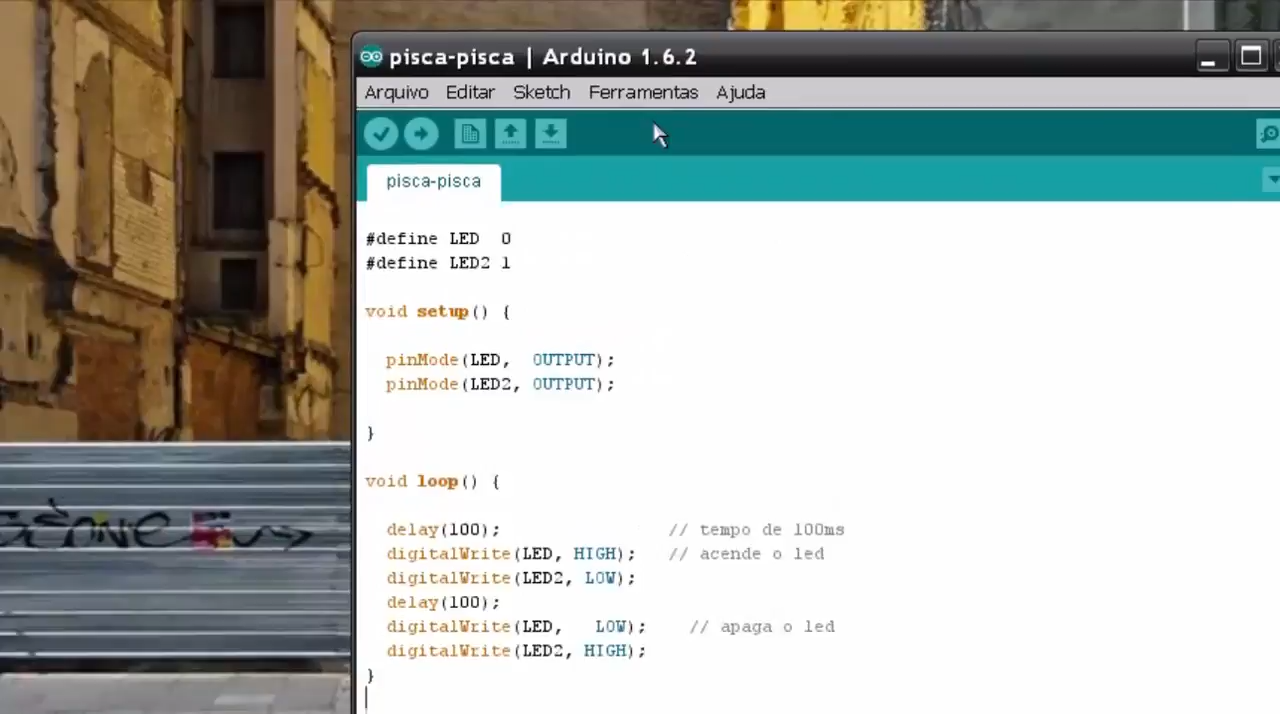 pisca-pisca | Arduino 1.6.2
Arquivo Editar Sketch Ferramentas Ajuda
pisca-pisca
#define LED  0
#define LED2 1
void setup() {
  pinMode(LED,  OUTPUT);
  pinMode(LED2, OUTPUT);
}
void loop() {
  delay(100);                // tempo de 100ms
  digitalWrite(LED, HIGH);   // acende o led
  digitalWrite(LED2, LOW);
  delay(100);
  digitalWrite(LED,   LOW);    // apaga o led
  digitalWrite(LED2, HIGH);
}